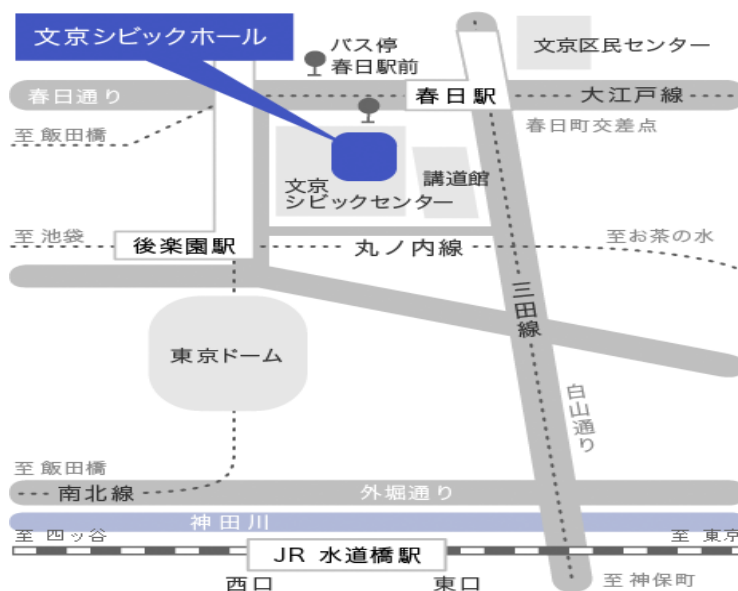 文京シビックホール
バス停
春日駅前
文京区民センター
春日通り
春日駅
大江戸線
至 飯田橋
春日町交差点
文京
シビックセンター
講道館
至 池袋
後楽園駅
丸ノ内線
至お茶の水
三田線
東京ドーム
白山通り
至 飯田橋
南北線
外堀通り
神田川
至 四ッ谷
至 東京
JR 水道橋駅
西口
東口
至 神保町